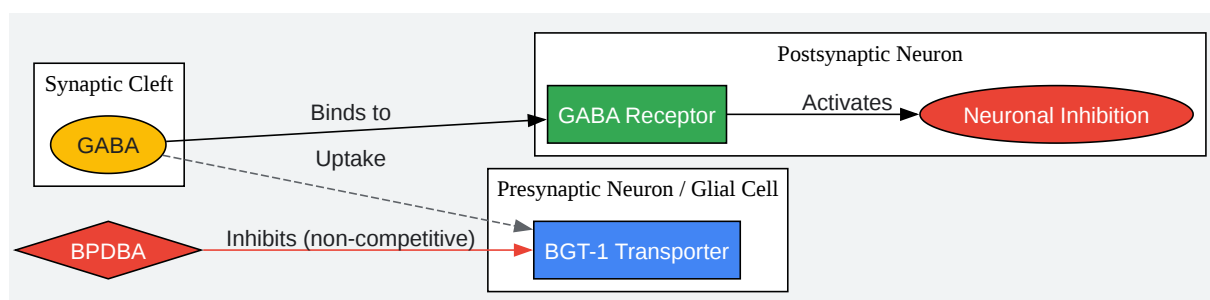 Postsynaptic Neuron
Synaptic Cleft
Binds to
GABA Receptor
Activates
Neuronal Inhibition
GABA
Uptake
Presynaptic Neuron / Glial Cell
BPDBA
Inhibits (non-competitive)
BGT-1 Transporter